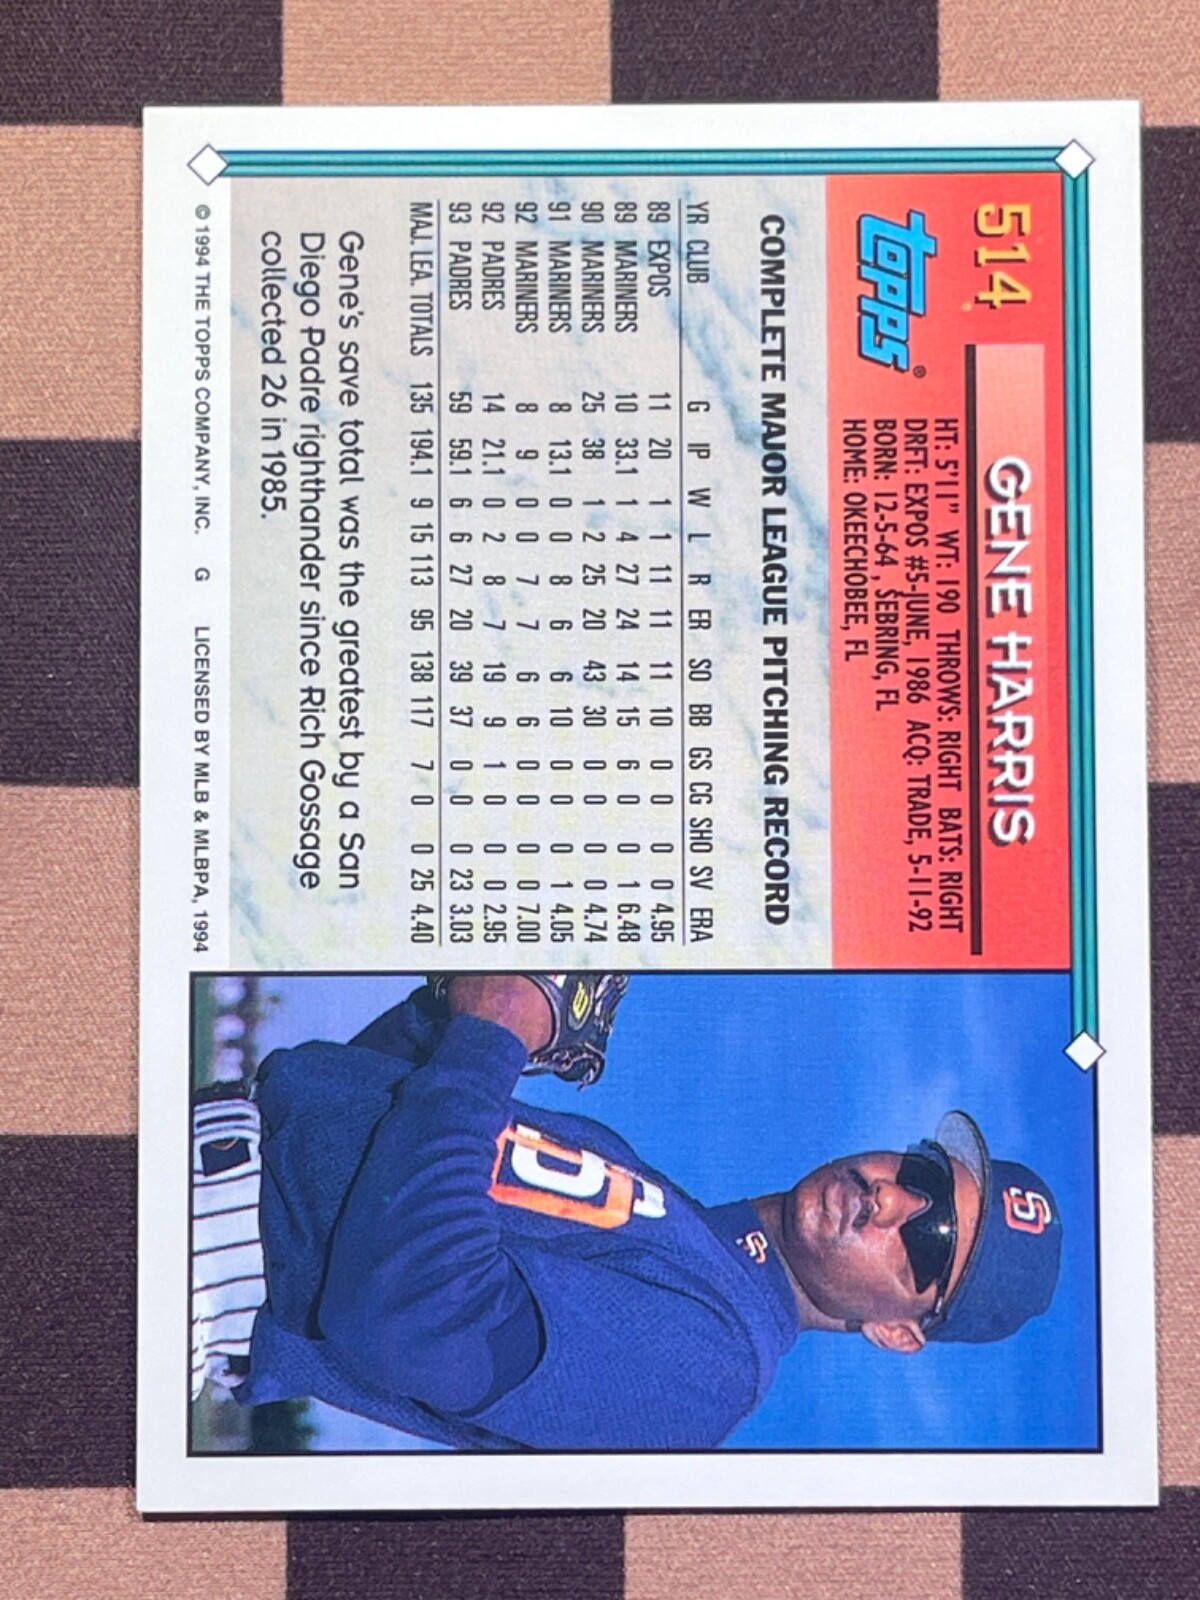 514
GENE HARRIS
TOPPS®
HT: 5'11" WT: 190 THROWS: RIGHT BATS: RIGHT
DRFT: EXPOS #5-JUNE, 1986 ACQ: TRADE, 5-11-92
BORN: 12-5-64, SEBRING, FL
HOME: OKEECHOBEE, FL
COMPLETE MAJOR LEAGUE PITCHING RECORD
YR CLUB G IP W L R ER SO BB GS CG SHO SV ERA
89 EXPOS 11 20 1 1 11 11 11 10 0 0 0 0 4.95
89 MARINERS 10 33.1 1 4 27 24 14 15 6 0 0 1 6.48
90 MARINERS 25 38 1 2 25 20 43 30 0 0 0 0 4.74
91 MARINERS 8 13.1 0 0 8 6 6 10 0 0 0 1 4.05
92 MARINERS 8 9 0 0 7 7 6 6 0 0 0 0 7.00
92 PADRES 14 21.1 0 2 8 7 19 9 1 0 0 0 2.95
93 PADRES 59 59.1 6 6 27 20 39 37 0 0 0 23 3.03
MAJ. LEA. TOTALS 135 194.1 9 15 113 95 138 117 7 0 0 25 4.40
Gene's save total was the greatest by a San
Diego Padre righthander since Rich Gossage
collected 26 in 1985.
© 1994 THE TOPPS COMPANY, INC. G LICENSED BY MLB & MLBPA, 1994
SD
SD